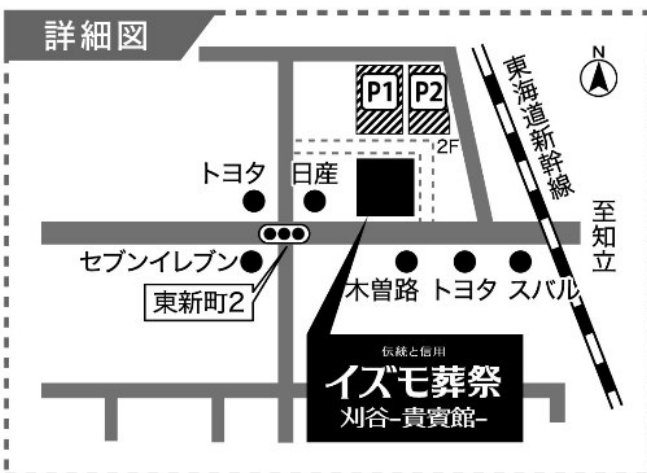 詳細図
N
P1
P2
2F
東海道新幹線
トヨタ
日産
至知立
セブンイレブン
東新町2
木曽路
トヨタ
スバル
伝統と信用
イズモ葬祭
刈谷-貴賓館-